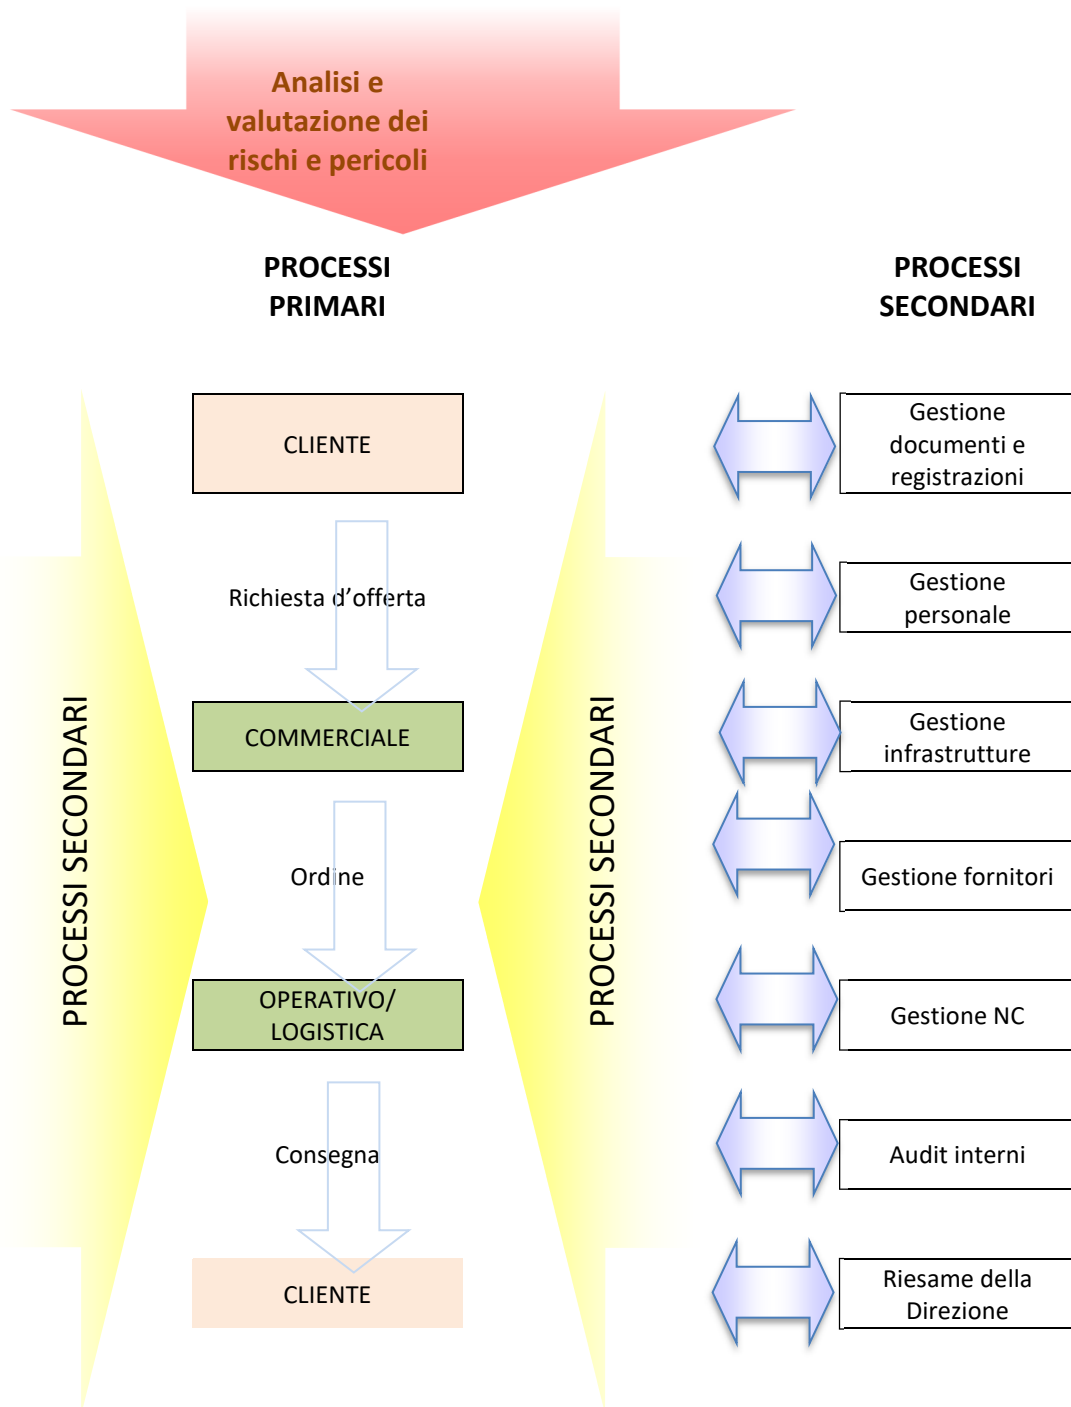 Analisi e
valutazione dei
rischi e pericoli
PROCESSI
PRIMARI
PROCESSI
SECONDARI
CLIENTE
Richiesta d'offerta
COMMERCIALE
Ordine
OPERATIVO/
LOGISTICA
Consegna
CLIENTE
PROCESSI SECONDARI
PROCESSI SECONDARI
Gestione
documenti e
registrazioni
Gestione
personale
Gestione
infrastrutture
Gestione fornitori
Gestione NC
Audit interni
Riesame della
Direzione